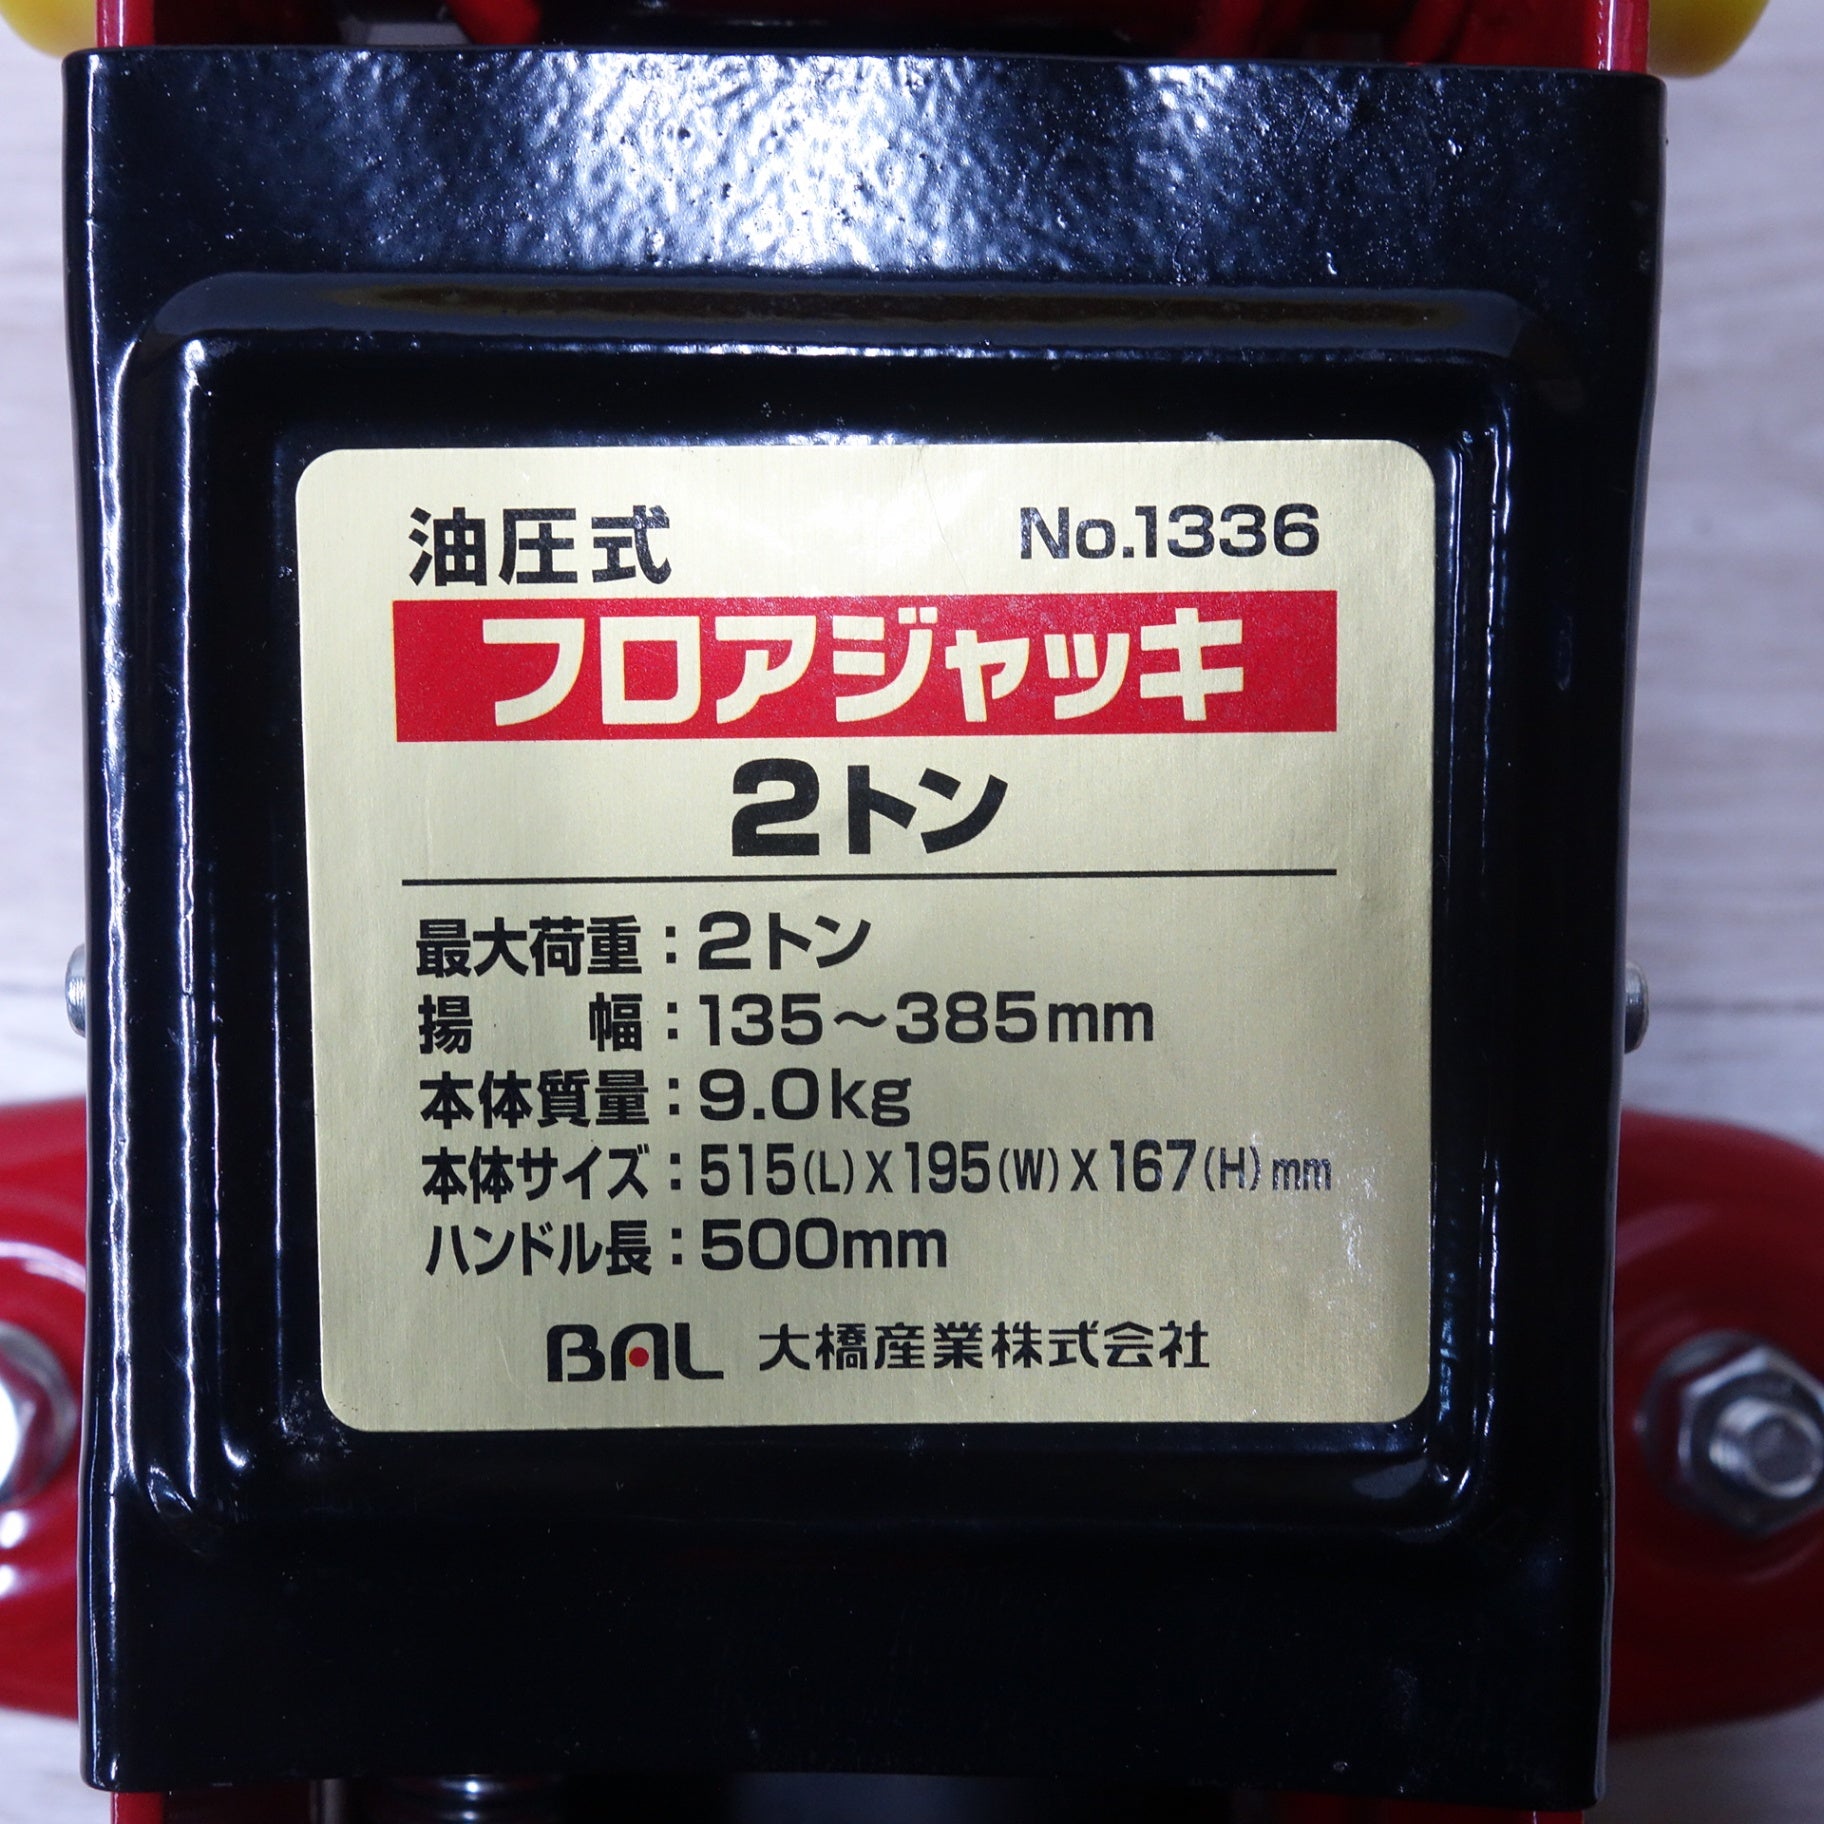 油圧式 No.1336
フロアジャッキ
2トン
最大荷重：2トン
揚　　幅：135～385mm
本体質量：9.0kg
本体サイズ：515(L)X195(W)X167(H)mm
ハンドル長：500mm
BAL 大橋産業株式会社